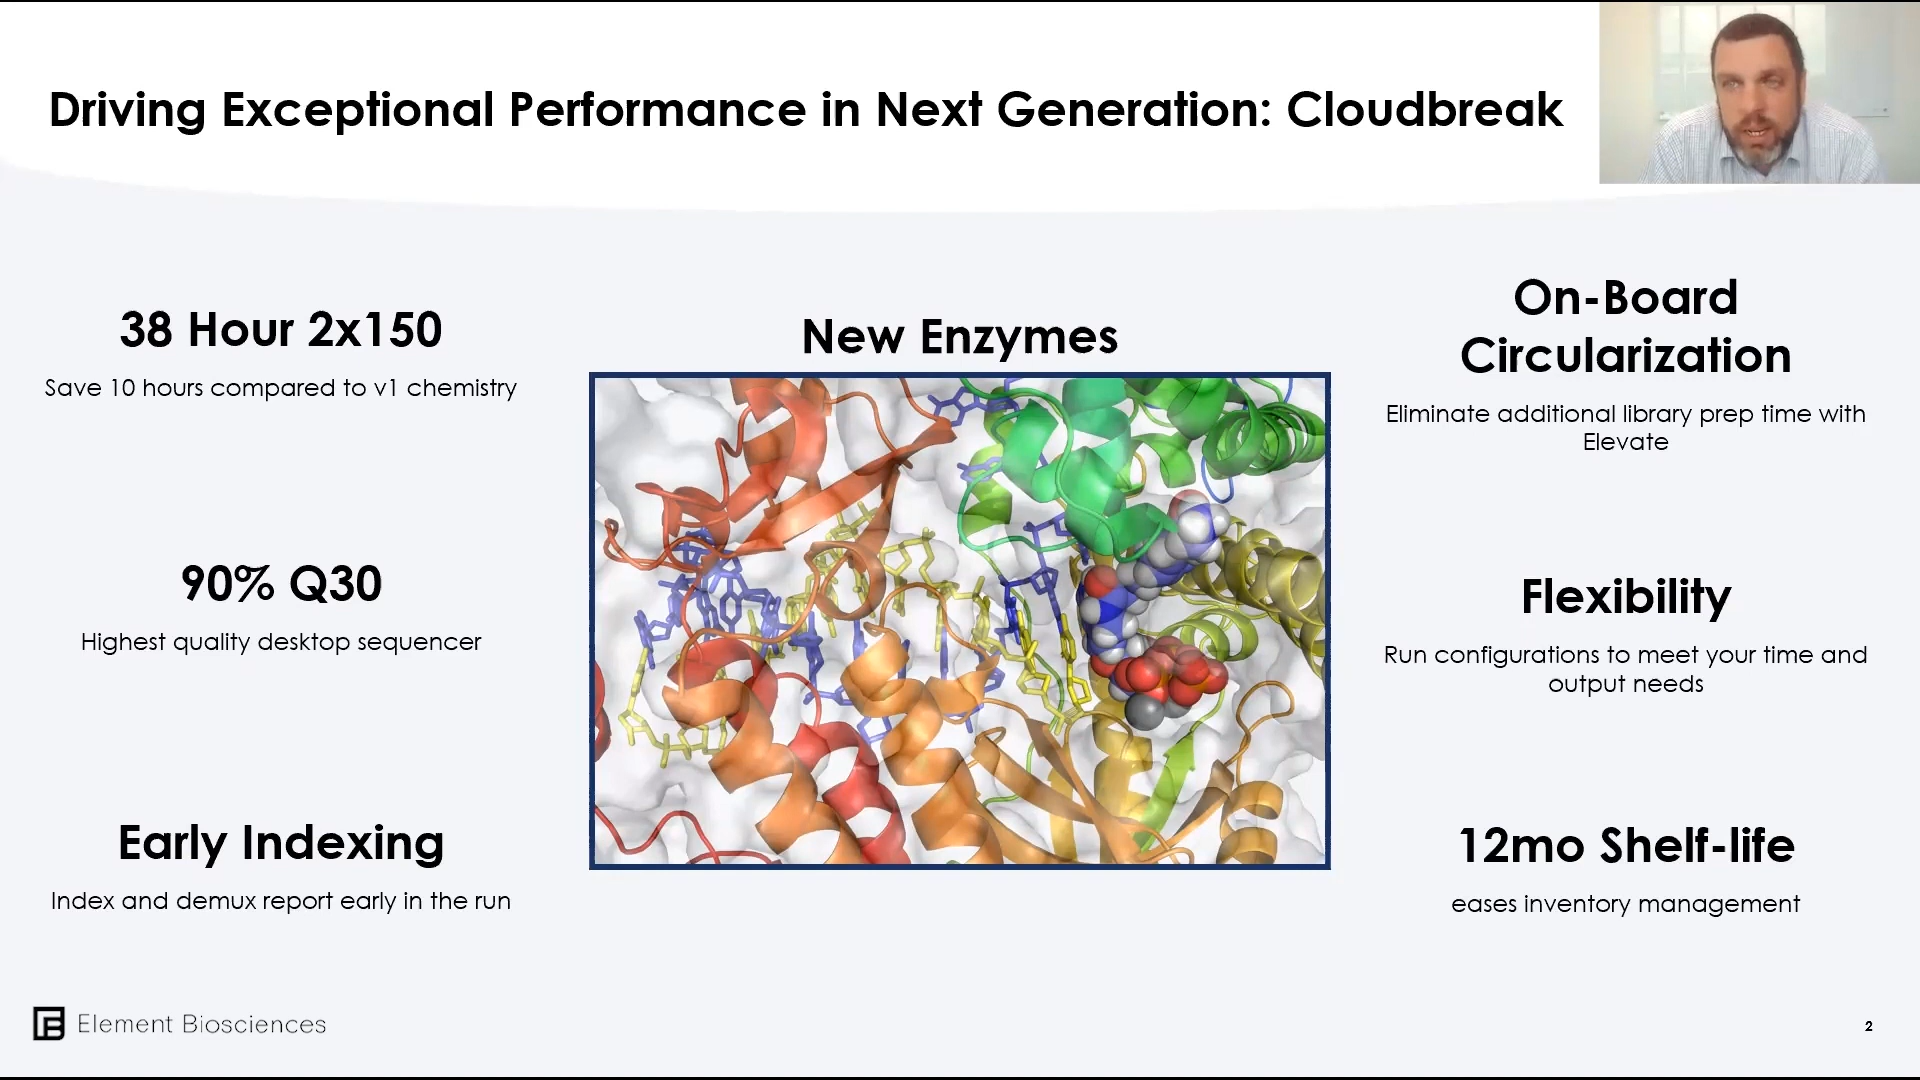 Driving Exceptional Performance in Next Generation: Cloudbreak
38 Hour 2x150
Save 10 hours compared to v1 chemistry
90% Q30
Highest quality desktop sequencer
Early Indexing
Index and demux report early in the run
New Enzymes
On-Board
Circularization
Eliminate additional library prep time with
Elevate
Flexibility
Run configurations to meet your time and
output needs
12mo Shelf-life
eases inventory management
Element Biosciences
2